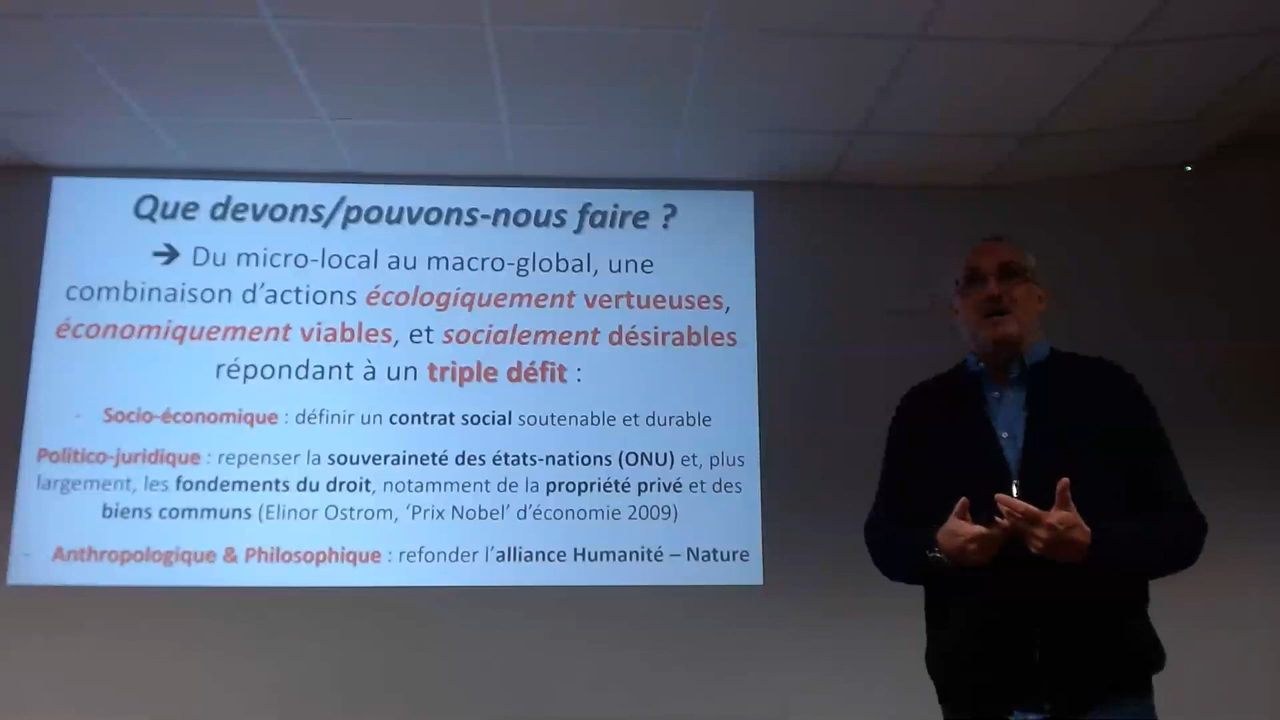 Que devons/pouvons-nous faire ?
➔ Du micro-local au macro-global, une
combinaison d’actions écologiquement vertueuses,
économiquement viables, et socialement désirables
répondant à un triple défit :
- Socio-économique : définir un contrat social soutenable et durable
Politico-juridique : repenser la souveraineté des états-nations (ONU) et, plus
largement, les fondements du droit, notamment de la propriété privé et des
biens communs (Elinor Ostrom, ‘Prix Nobel’ d’économie 2009)
- Anthropologique & Philosophique : refonder l’alliance Humanité – Nature